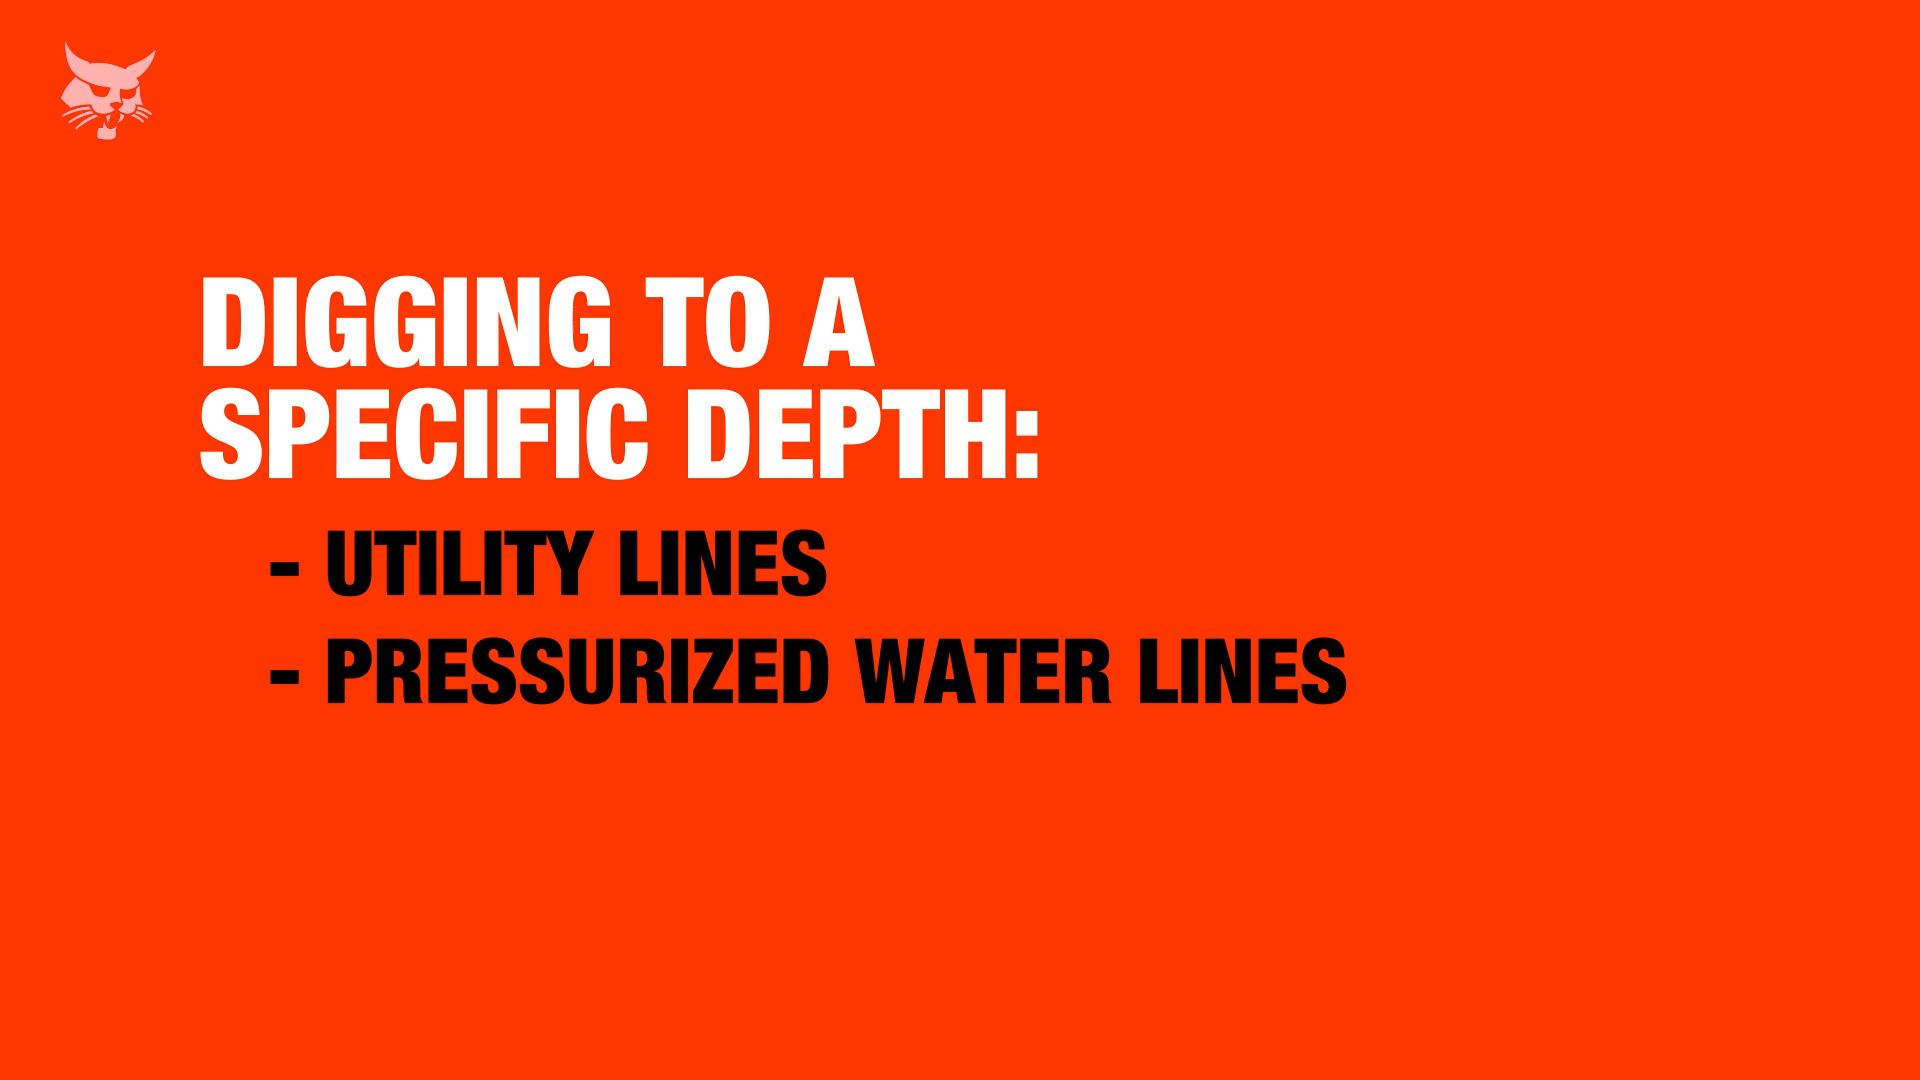 DIGGING TO A
SPECIFIC DEPTH:
- UTILITY LINES
- PRESSURIZED WATER LINES